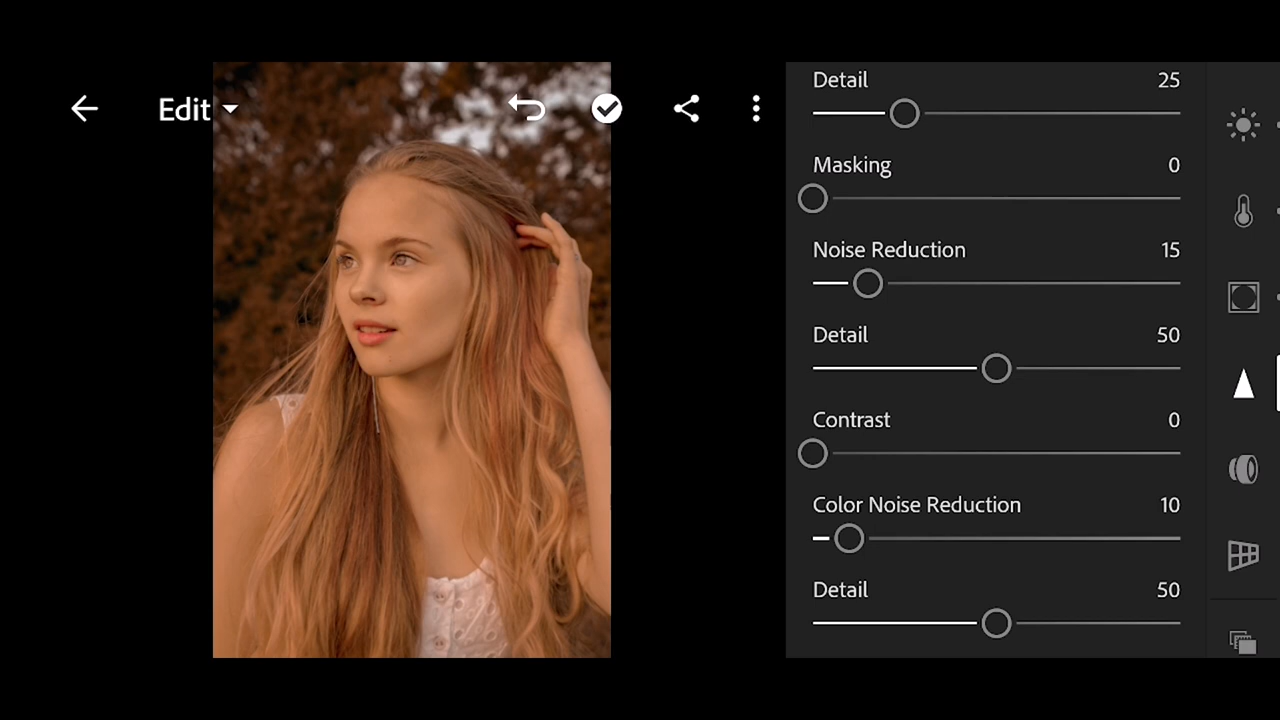 Edit
Detail 25
Masking 0
Noise Reduction 15
Detail 50
Contrast 0
Color Noise Reduction 10
Detail 50